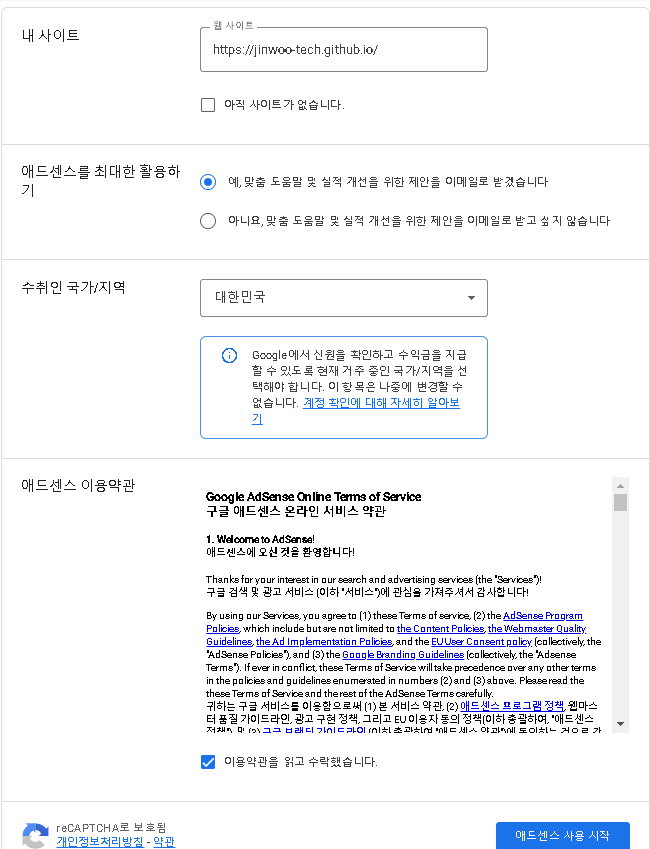 내 사이트
웹 사이트
https://jinwoo-tech.github.io/
아직 사이트가 없습니다.
애드센스를 최대한 활용하
기
예, 맞춤 도움말 및 실적 개선을 위한 제안을 이메일로 받겠습니다
아니요, 맞춤 도움말 및 실적 개선을 위한 제안을 이메일로 받고 싶지 않습니다
수취인 국가/지역
대한민국
Google에서 신원을 확인하고 수익금을 지급
할 수 있도록 현재 거주 중인 국가/지역을 선
택해야 합니다. 이 항목은 나중에 변경할 수
없습니다. 계정 확인에 대해 자세히 알아보
기
애드센스 이용약관
Google AdSense Online Terms of Service
구글 애드센스 온라인 서비스 약관
1. Welcome to AdSense!
애드센스에 오신 것을 환영합니다!
Thanks for your interest in our search and advertising services (the "Services")!
구글 검색 및 광고 서비스 (이하 "서비스")에 관심을 가져주셔서 감사합니다!
By using our Services, you agree to (1) these Terms of service, (2) the AdSense Program
Policies, which include but are not limited to the Content Policies, the Webmaster Quality
Guidelines, the Ad Implementation Policies, and the EU User Consent policy (collectively, the
"AdSense Policies"), and (3) the Google Branding Guidelines (collectively, the "Adsense
Terms"). If ever in conflict, these Terms of Service will take precedence over any other terms
in the policies and guidelines enumerated in numbers (2) and (3) above. Please read the
these Terms of Service and the rest of the AdSense Terms carefully.
귀하는 구글 서비스를 이용함으로써 (1) 본 서비스 약관, (2) 애드센스 프로그램 정책, 웹마스
터 품질 가이드라인, 광고 구현 정책, 그리고 EU 이용자 동의 정책(이하 총괄하여, "애드센스
정책"), 및 (3) 구글 브랜딩 가이드라인 (이하 총괄하여 "애드센스 약관")에 동의하는 것으로 간
이용약관을 읽고 수락했습니다.
reCAPTCHA로 보호됨
개인정보처리방침 - 약관
애드센스 사용 시작